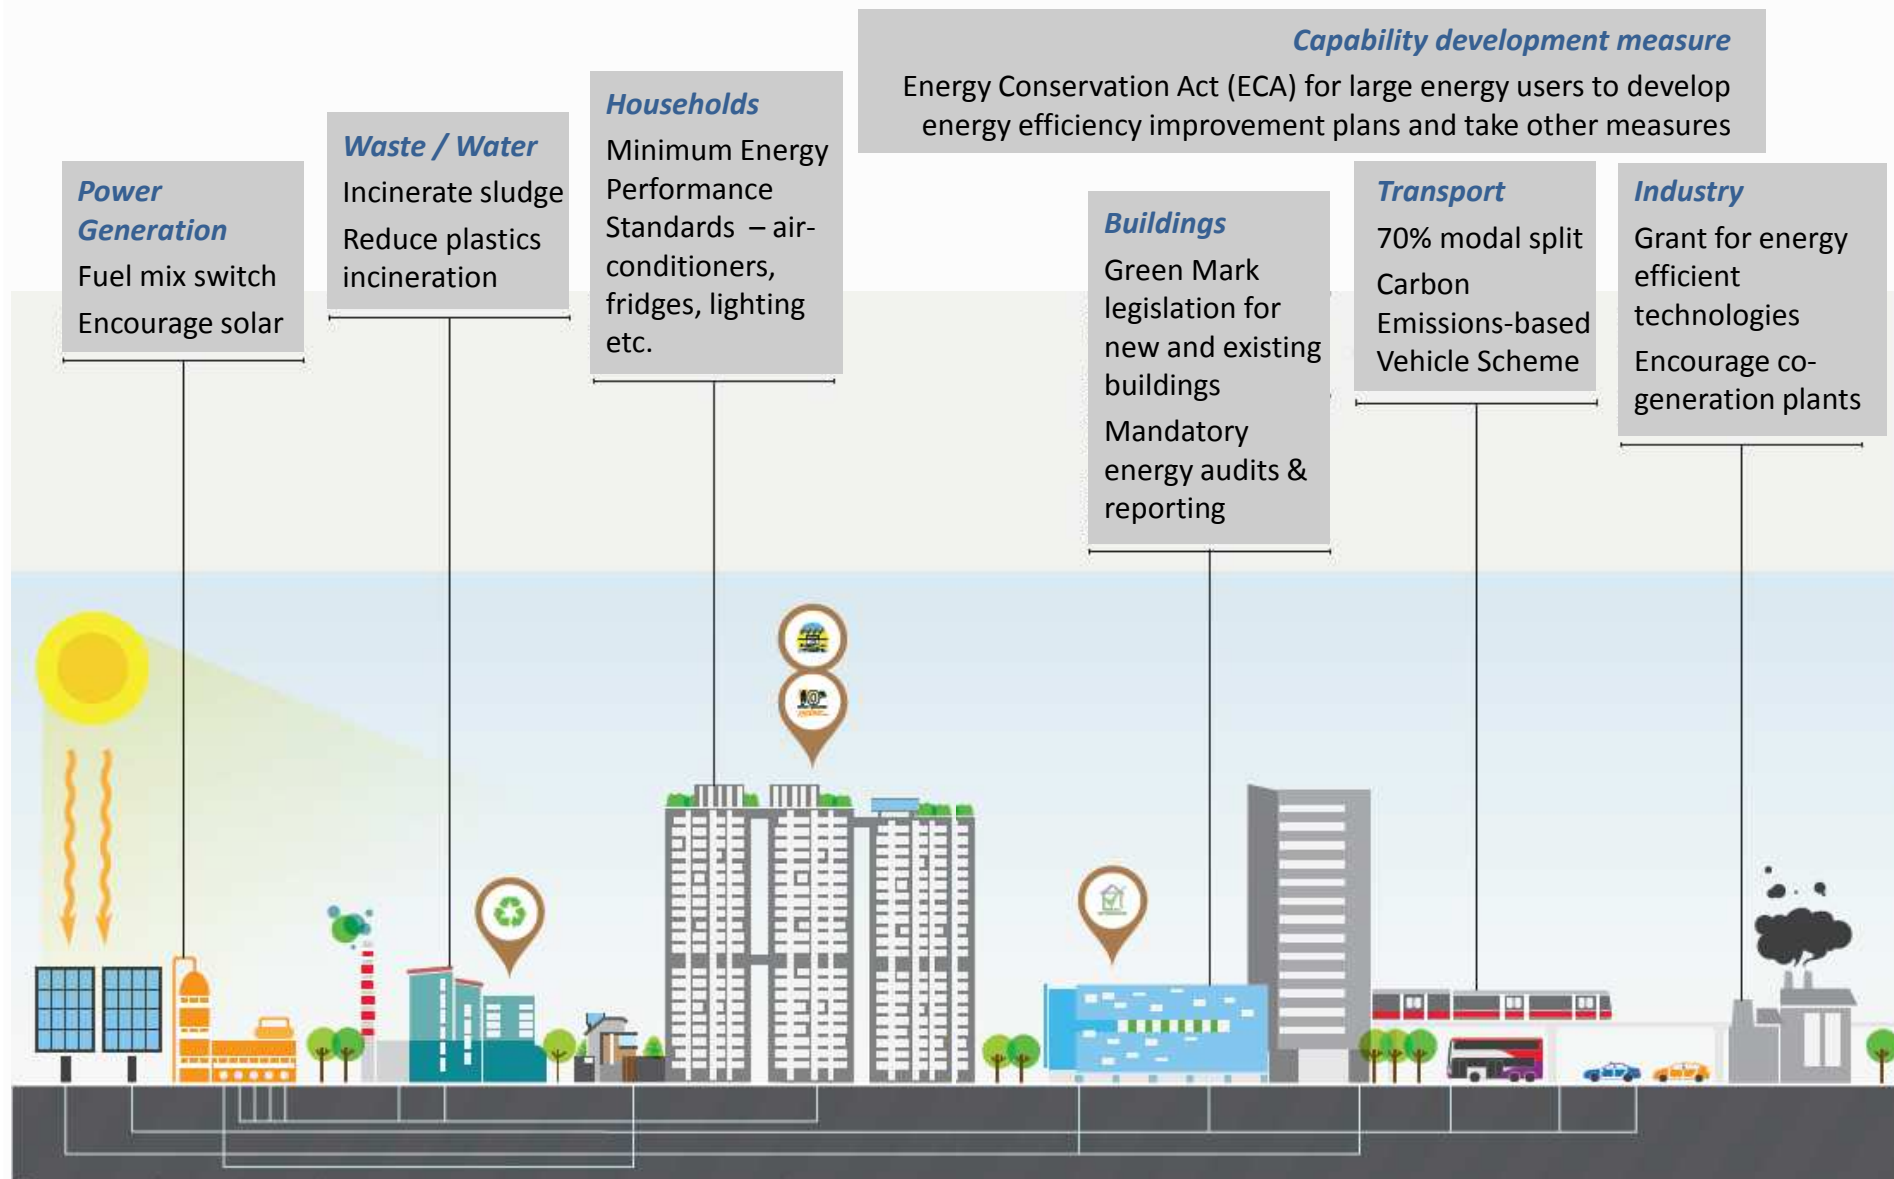 Capability development measure
Energy Conservation Act (ECA) for large energy users to develop
energy efficiency improvement plans and take other measures
Power
Generation
Fuel mix switch
Encourage solar
Waste / Water
Incinerate sludge
Reduce plastics
incineration
Households
Minimum Energy
Performance
Standards – air-
conditioners,
fridges, lighting
etc.
Buildings
Green Mark
legislation for
new and existing
buildings
Mandatory
energy audits &
reporting
Transport
70% modal split
Carbon
Emissions-based
Vehicle Scheme
Industry
Grant for energy
efficient
technologies
Encourage co-
generation plants